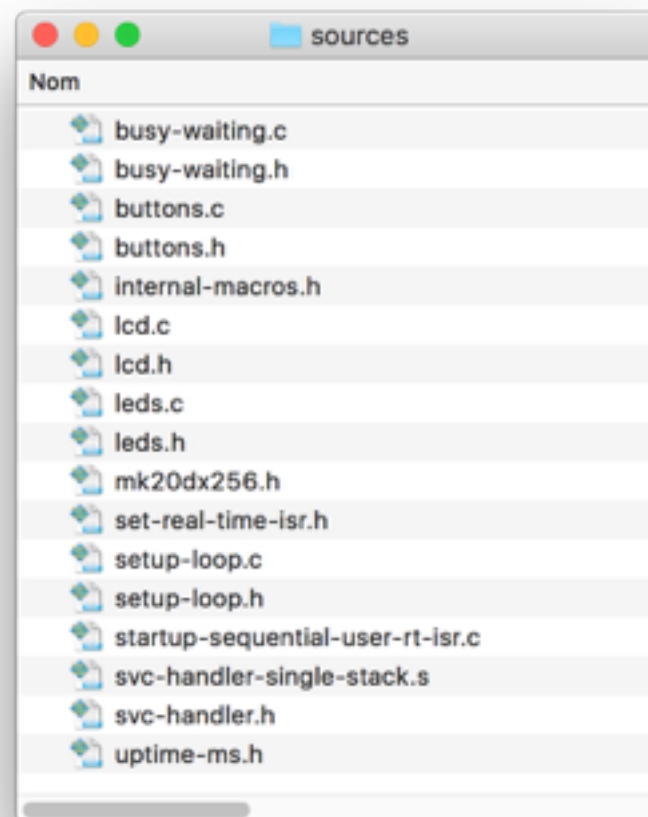 sources
Nom
busy-waiting.c
busy-waiting.h
buttons.c
buttons.h
internal-macros.h
lcd.c
lcd.h
leds.c
leds.h
mk20dx256.h
set-real-time-isr.h
setup-loop.c
setup-loop.h
startup-sequential-user-rt-isr.c
svc-handler-single-stack.s
svc-handler.h
uptime-ms.h